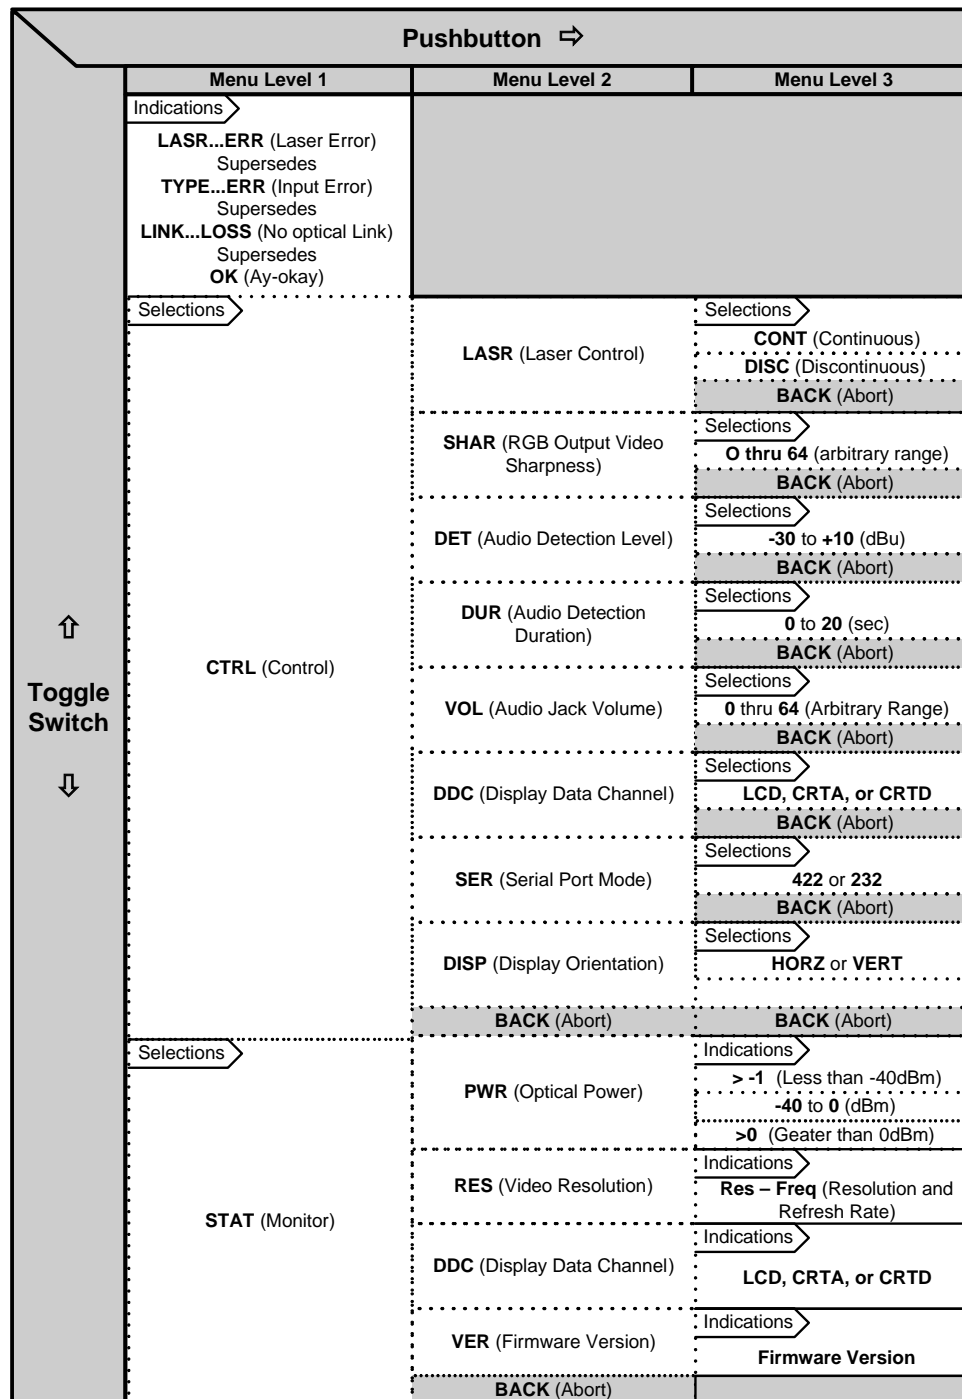 Pushbutton ⇨
Menu Level 1
Menu Level 2
Menu Level 3
Toggle
Switch
Indications
LASR...ERR (Laser Error)
Supersedes
TYPE...ERR (Input Error)
Supersedes
LINK...LOSS (No optical Link)
Supersedes
OK (Ay-okay)
Selections
CTRL (Control)
LASR (Laser Control)
Selections
CONT (Continuous)
DISC (Discontinuous)
BACK (Abort)
SHAR (RGB Output Video
Sharpness)
Selections
O thru 64 (arbitrary range)
BACK (Abort)
DET (Audio Detection Level)
Selections
-30 to +10 (dBu)
BACK (Abort)
DUR (Audio Detection
Duration)
Selections
0 to 20 (sec)
BACK (Abort)
VOL (Audio Jack Volume)
Selections
0 thru 64 (Arbitrary Range)
BACK (Abort)
DDC (Display Data Channel)
Selections
LCD, CRTA, or CRTD
BACK (Abort)
SER (Serial Port Mode)
Selections
422 or 232
BACK (Abort)
DISP (Display Orientation)
Selections
HORZ or VERT
BACK (Abort)
BACK (Abort)
Selections
STAT (Monitor)
PWR (Optical Power)
Indications
> -1 (Less than -40dBm)
-40 to 0 (dBm)
>0 (Geater than 0dBm)
RES (Video Resolution)
Indications
Res – Freq (Resolution and
Refresh Rate)
DDC (Display Data Channel)
Indications
LCD, CRTA, or CRTD
VER (Firmware Version)
Indications
Firmware Version
BACK (Abort)